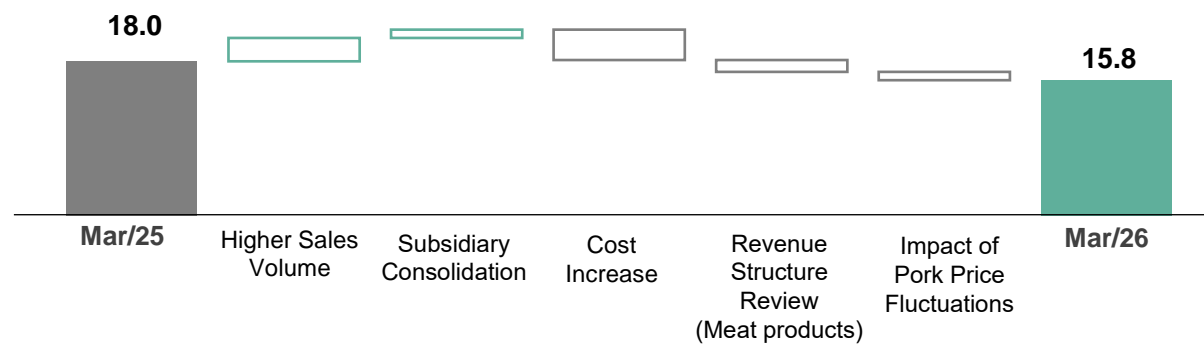 18.0
15.8
Mar/25
Higher Sales
Volume
Subsidiary
Consolidation
Cost
Increase
Revenue
Structure
Review
(Meat products)
Impact of
Pork Price
Fluctuations
Mar/26